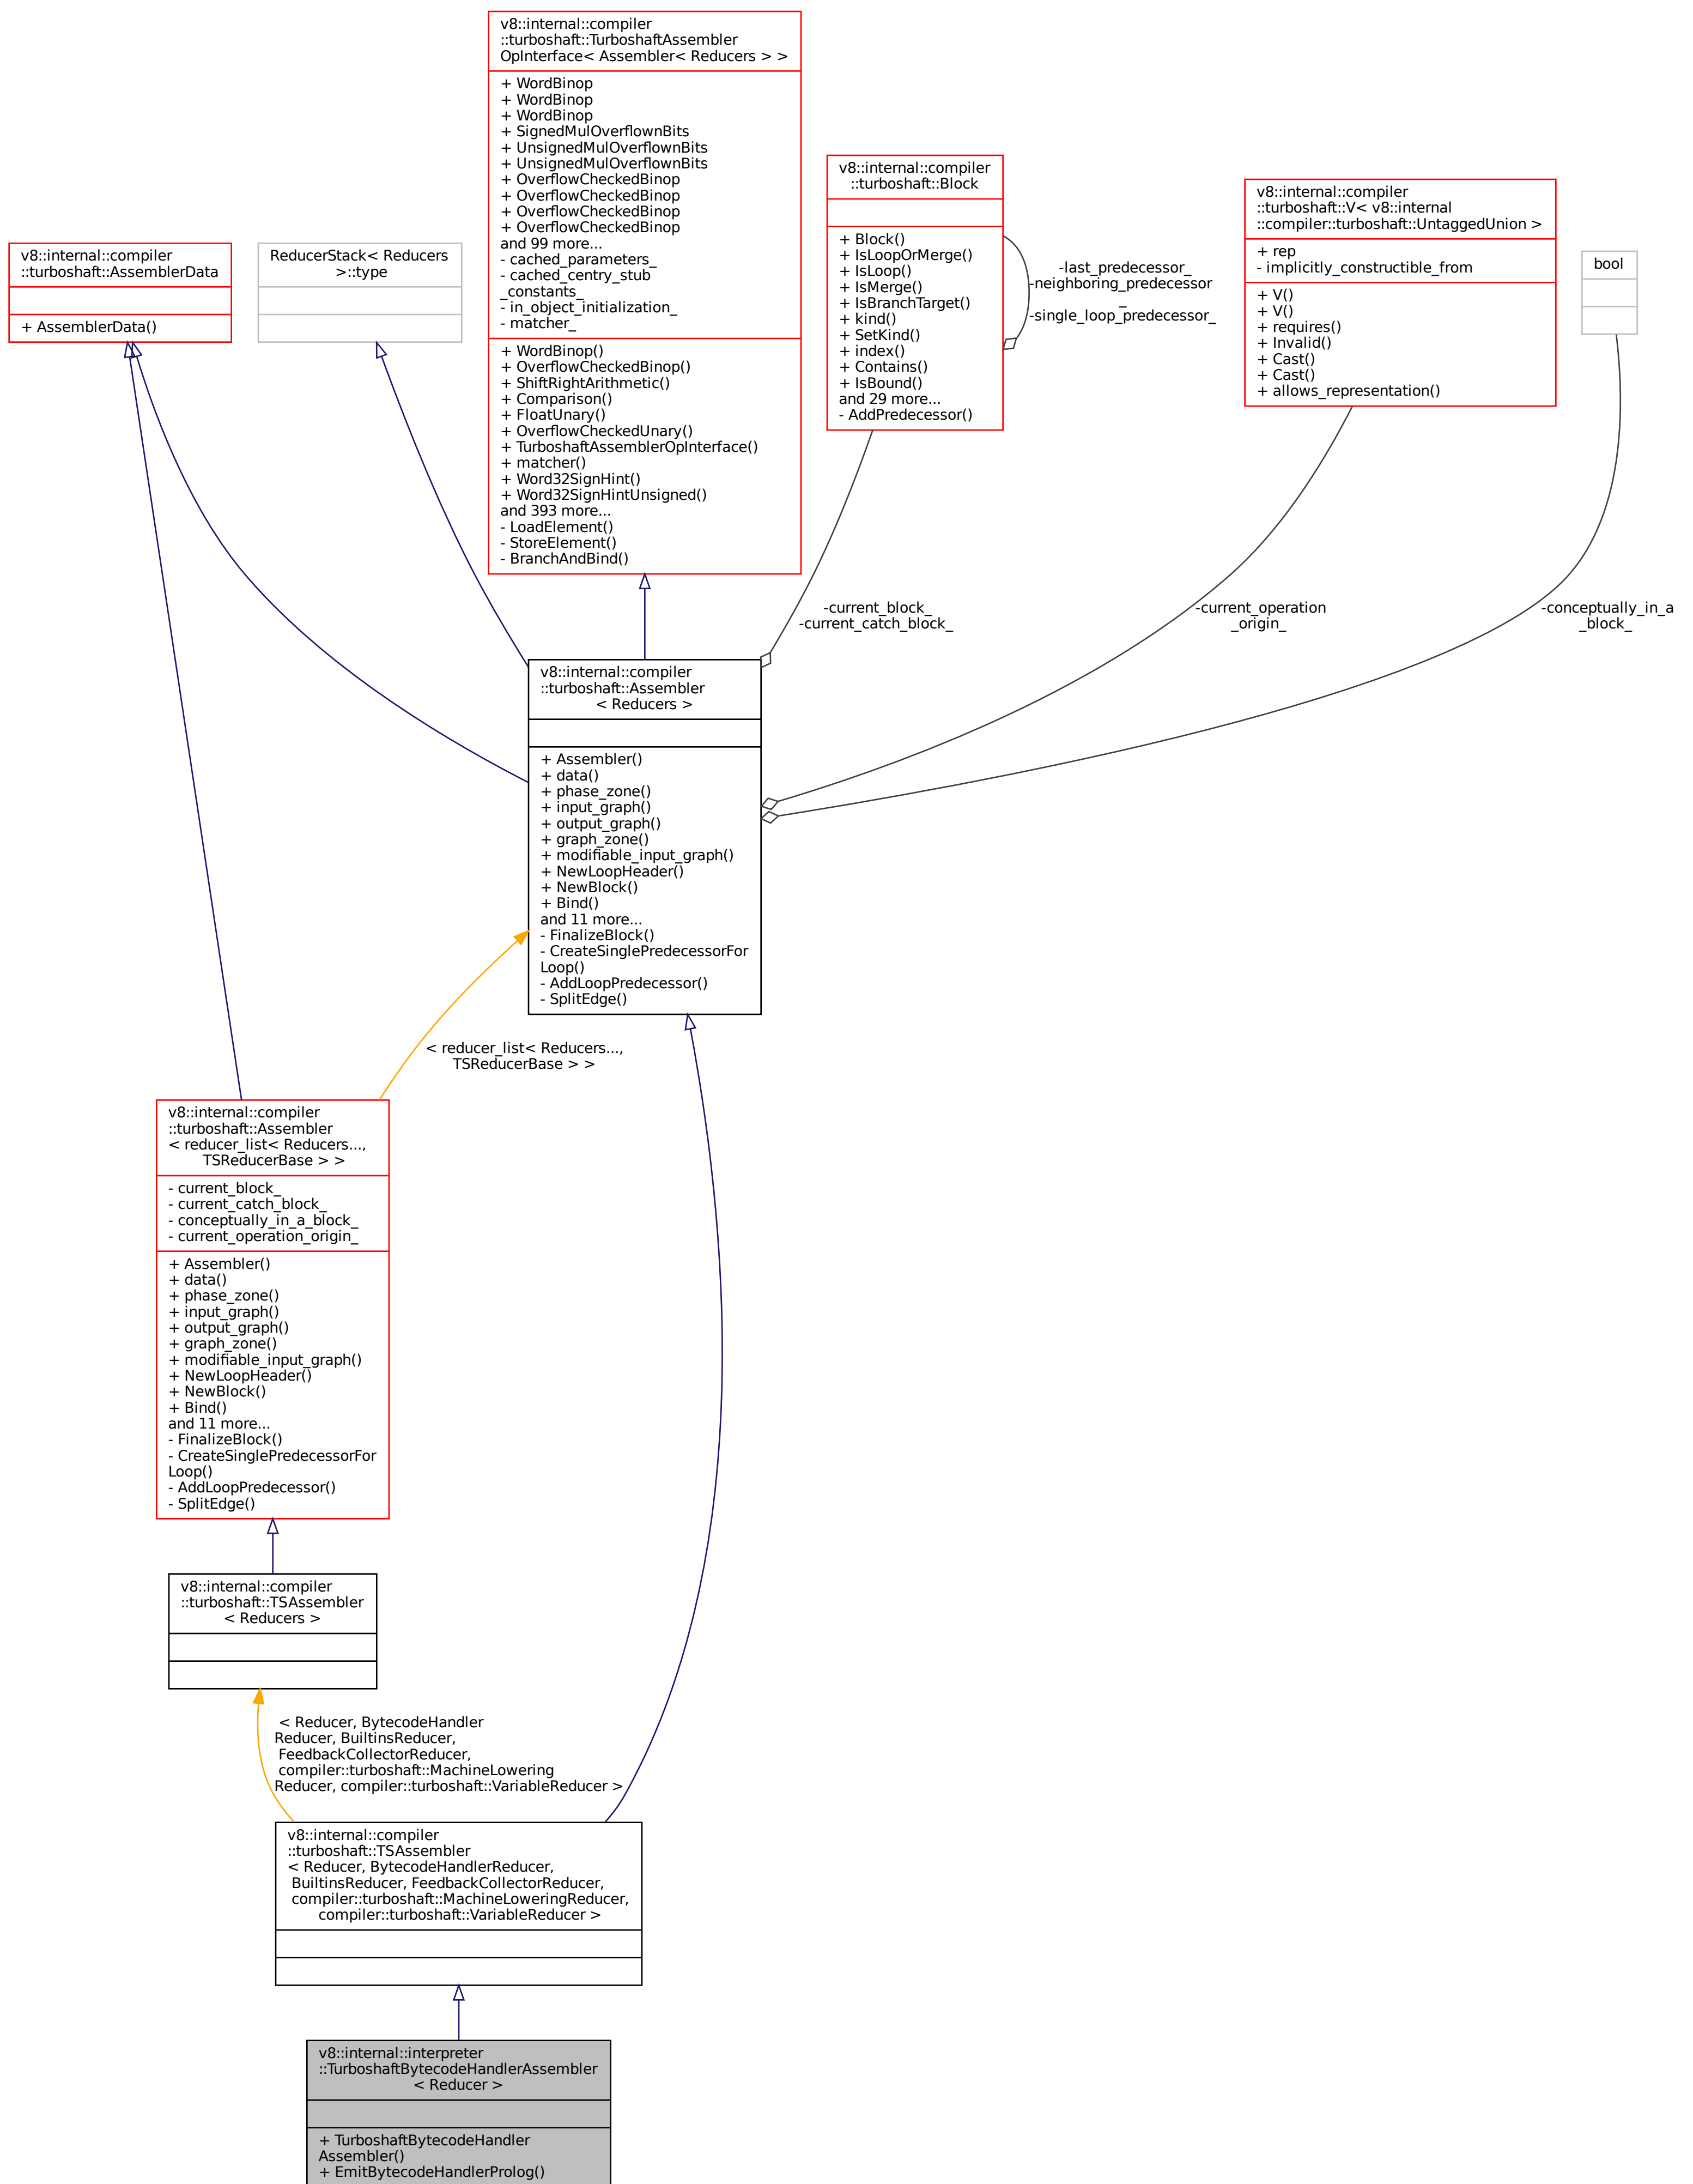 v8::internal::compiler
::turboshaft::TurboshaftAssembler
OpInterface< Assembler< Reducers > >
+ WordBinop
+ WordBinop
+ WordBinop
+ SignedMulOverflownBits
+ UnsignedMulOverflownBits
+ UnsignedMulOverflownBits
+ OverflowCheckedBinop
+ OverflowCheckedBinop
+ OverflowCheckedBinop
+ OverflowCheckedBinop
and 99 more...
- cached_parameters_
- cached_centry_stub
_constants_
- in_object_initialization_
- matcher_
+ WordBinop()
+ OverflowCheckedBinop()
+ ShiftRightArithmetic()
+ Comparison()
+ FloatUnary()
+ OverflowCheckedUnary()
+ TurboshaftAssemblerOpInterface()
+ matcher()
+ Word32SignHint()
+ Word32SignHintUnsigned()
and 393 more...
- LoadElement()
- StoreElement()
- BranchAndBind()
v8::internal::compiler
::turboshaft::Block
+ Block()
+ IsLoopOrMerge()
+ IsLoop()
+ IsMerge()
+ IsBranchTarget()
+ kind()
+ SetKind()
+ index()
+ Contains()
+ IsBound()
and 29 more...
- AddPredecessor()
-last_predecessor_
-neighboring_predecessor
_
-single_loop_predecessor_
v8::internal::compiler
::turboshaft::V< v8::internal
::compiler::turboshaft::UntaggedUnion >
+ rep
- implicitly_constructible_from
+ V()
+ V()
+ requires()
+ Invalid()
+ Cast()
+ Cast()
+ allows_representation()
bool
v8::internal::compiler
::turboshaft::AssemblerData
+ AssemblerData()
ReducerStack< Reducers
>::type
-current_block_
-current_catch_block_
-current_operation
_origin_
-conceptually_in_a
_block_
v8::internal::compiler
::turboshaft::Assembler
< Reducers >
+ Assembler()
+ data()
+ phase_zone()
+ input_graph()
+ output_graph()
+ graph_zone()
+ modifiable_input_graph()
+ NewLoopHeader()
+ NewBlock()
+ Bind()
and 11 more...
- FinalizeBlock()
- CreateSinglePredecessorFor
Loop()
- AddLoopPredecessor()
- SplitEdge()
< reducer_list< Reducers...,
TSReducerBase > >
v8::internal::compiler
::turboshaft::Assembler
< reducer_list< Reducers...,
TSReducerBase > >
- current_block_
- current_catch_block_
- conceptually_in_a_block_
- current_operation_origin_
+ Assembler()
+ data()
+ phase_zone()
+ input_graph()
+ output_graph()
+ graph_zone()
+ modifiable_input_graph()
+ NewLoopHeader()
+ NewBlock()
+ Bind()
and 11 more...
- FinalizeBlock()
- CreateSinglePredecessorFor
Loop()
- AddLoopPredecessor()
- SplitEdge()
v8::internal::compiler
::turboshaft::TSAssembler
< Reducers >
< Reducer, BytecodeHandler
Reducer, BuiltinsReducer,
FeedbackCollectorReducer,
compiler::turboshaft::MachineLowering
Reducer, compiler::turboshaft::VariableReducer >
v8::internal::compiler
::turboshaft::TSAssembler
< Reducer, BytecodeHandlerReducer,
BuiltinsReducer, FeedbackCollectorReducer,
compiler::turboshaft::MachineLoweringReducer,
compiler::turboshaft::VariableReducer >
v8::internal::interpreter
::TurboshaftBytecodeHandlerAssembler
< Reducer >
+ TurboshaftBytecodeHandler
Assembler()
+ EmitBytecodeHandlerProlog()